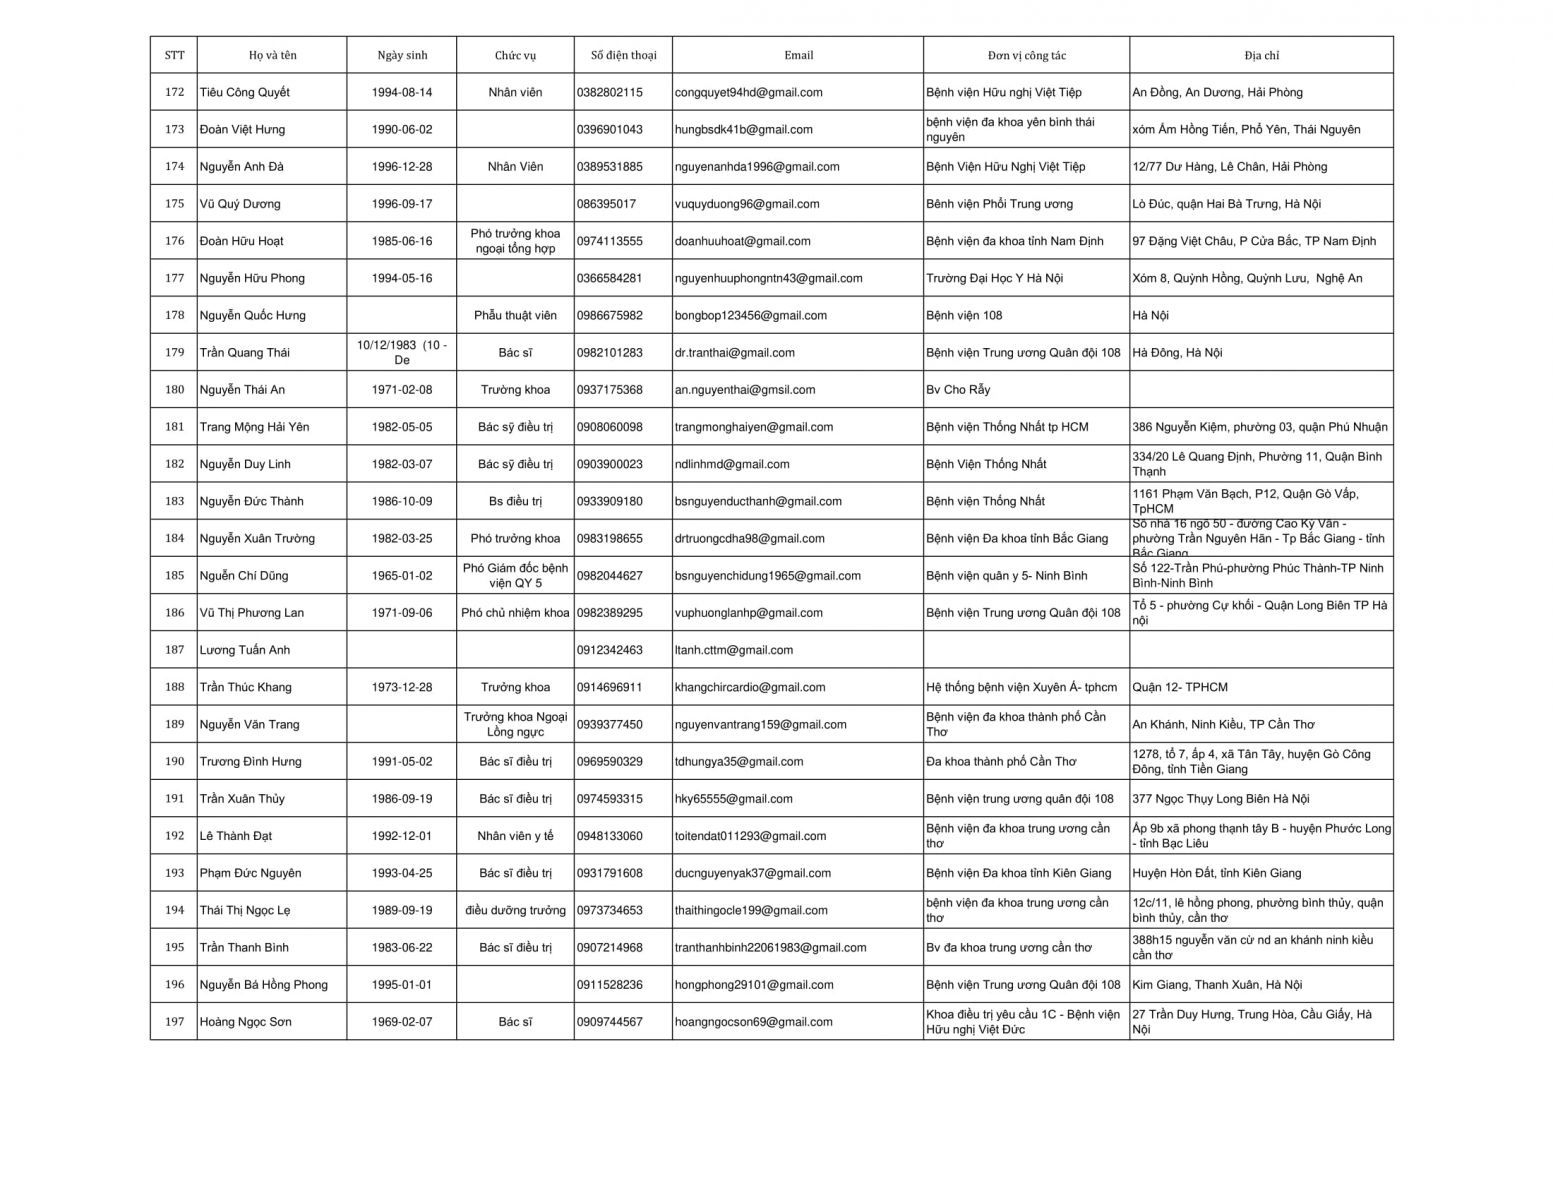 STT Họ và tên Ngày sinh Chức vụ Số điện thoại Email Đơn vị công tác Địa chỉ
172 Tiêu Công Quyết 1994-08-14 Nhân viên 0382802115 congquyet94hd@gmail.com Bệnh viện Hữu nghị Việt Tiệp An Đồng, An Dương, Hải Phòng
173 Đoàn Việt Hưng 1990-06-02 0396901043 hungbsdk41b@gmail.com bệnh viện đa khoa yên bình thái
nguyên xóm Ấm Hồng Tiến, Phổ Yên, Thái Nguyên
174 Nguyễn Anh Đà 1996-12-28 Nhân Viên 0389531885 nguyenanhda1996@gmail.com Bệnh Viện Hữu Nghị Việt Tiệp 12/77 Dư Hàng, Lê Chân, Hải Phòng
175 Vũ Quý Dương 1996-09-17 086395017 vuquyduong96@gmail.com Bênh viện Phổi Trung ương Lò Đúc, quận Hai Bà Trưng, Hà Nội
176 Đoàn Hữu Hoạt 1985-06-16 Phó trưởng khoa
ngoại tổng hợp 0974113555 doanhuuhoat@gmail.com Bệnh viện đa khoa tỉnh Nam Định 97 Đặng Việt Châu, P Cửa Bắc, TP Nam Định
177 Nguyễn Hữu Phong 1994-05-16 0366584281 nguyenhuuphongntn43@gmail.com Trường Đại Học Y Hà Nội Xóm 8, Quỳnh Hồng, Quỳnh Lưu, Nghệ An
178 Nguyễn Quốc Hưng Phẫu thuật viên 0986675982 bongbop123456@gmail.com Bệnh viện 108 Hà Nội
179 Trần Quang Thái 10/12/1983 (10 -
De Bác sĩ 0982101283 dr.tranthai@gmail.com Bệnh viện Trung ương Quân đội 108 Hà Đông, Hà Nội
180 Nguyễn Thái An 1971-02-08 Trường khoa 0937175368 an.nguyenthai@gmsil.com Bv Cho Rẫy
181 Trang Mộng Hải Yên 1982-05-05 Bác sỹ điều trị 0908060098 trangmonghaiyen@gmail.com Bệnh viện Thống Nhất tp HCM 386 Nguyễn Kiệm, phường 03, quận Phú Nhuận
182 Nguyễn Duy Linh 1982-03-07 Bác sỹ điều trị 0903900023 ndlinhmd@gmail.com Bệnh Viện Thống Nhất 334/20 Lê Quang Định, Phường 11, Quận Bình
Thạnh
183 Nguyễn Đức Thành 1986-10-09 Bs điều trị 0933909180 bsnguyenducthanh@gmail.com Bệnh viện Thống Nhất 1161 Phạm Văn Bạch, P12, Quận Gò Vấp,
TpHCM
184 Nguyễn Xuân Trường 1982-03-25 Phó trưởng khoa 0983198655 drtruongcdha98@gmail.com Bệnh viện Đa khoa tỉnh Bắc Giang Số nhà 16 ngõ 50 - đường Cao Kỳ Vân -
phường Trần Nguyên Hãn - Tp Bắc Giang - tỉnh
Bắc Giang
185 Nguễn Chí Dũng 1965-01-02 Phó Giám đốc bệnh
viện QY 5 0982044627 bsnguyenchidung1965@gmail.com Bệnh viện quân y 5- Ninh Bình Số 122-Trần Phú-phường Phúc Thành-TP Ninh
Bình-Ninh Bình
186 Vũ Thị Phương Lan 1971-09-06 Phó chủ nhiệm khoa 0982389295 vuphuonglanhp@gmail.com Bệnh viện Trung ương Quân đội 108 Tổ 5 - phường Cự khối - Quận Long Biên TP Hà
nội
187 Lương Tuấn Anh 0912342463 ltanh.cttm@gmail.com
188 Trần Thúc Khang 1973-12-28 Trưởng khoa 0914696911 khangchircardio@gmail.com Hệ thống bệnh viện Xuyên Á- tphcm Quận 12- TPHCM
189 Nguyễn Văn Trang Trưởng khoa Ngoại
Lồng ngực 0939377450 nguyenvantrang159@gmail.com Bệnh viện đa khoa thành phố Cần
Thơ An Khánh, Ninh Kiều, TP Cần Thơ
190 Trương Đình Hưng 1991-05-02 Bác sĩ điều trị 0969590329 tdhungya35@gmail.com Đa khoa thành phố Cần Thơ 1278, tổ 7, ấp 4, xã Tân Tây, huyện Gò Công
Đông, tỉnh Tiền Giang
191 Trần Xuân Thủy 1986-09-19 Bác sĩ điều trị 0974593315 hky65555@gmail.com Bệnh viện trung ương quân đội 108 377 Ngọc Thụy Long Biên Hà Nội
192 Lê Thành Đạt 1992-12-01 Nhân viên y tế 0948133060 toitendat011293@gmail.com Bệnh viện đa khoa trung ương cần
thơ Ấp 9b xã phong thạnh tây B - huyện Phước Long
- tỉnh Bạc Liêu
193 Phạm Đức Nguyên 1993-04-25 Bác sĩ điều trị 0931791608 ducnguyenyak37@gmail.com Bệnh viện Đa khoa tỉnh Kiên Giang Huyện Hòn Đất, tỉnh Kiên Giang
194 Thái Thị Ngọc Lẹ 1989-09-19 điều dưỡng trưởng 0973734653 thaithingocle199@gmail.com bệnh viện đa khoa trung ương cần
thơ 12c/11, lê hồng phong, phường bình thủy, quận
bình thủy, cần thơ
195 Trần Thanh Bình 1983-06-22 Bác sĩ điều trị 0907214968 tranthanhbinh22061983@gmail.com Bv đa khoa trung ương cần thơ 388h15 nguyễn văn cừ nd an khánh ninh kiều
cần thơ
196 Nguyễn Bá Hồng Phong 1995-01-01 0911528236 hongphong29101@gmail.com Bệnh viện Trung ương Quân đội 108 Kim Giang, Thanh Xuân, Hà Nội
197 Hoàng Ngọc Sơn 1969-02-07 Bác sĩ 0909744567 hoangngocson69@gmail.com Khoa điều trị yêu cầu 1C - Bệnh viện
Hữu nghị Việt Đức 27 Trần Duy Hưng, Trung Hòa, Cầu Giấy, Hà
Nội